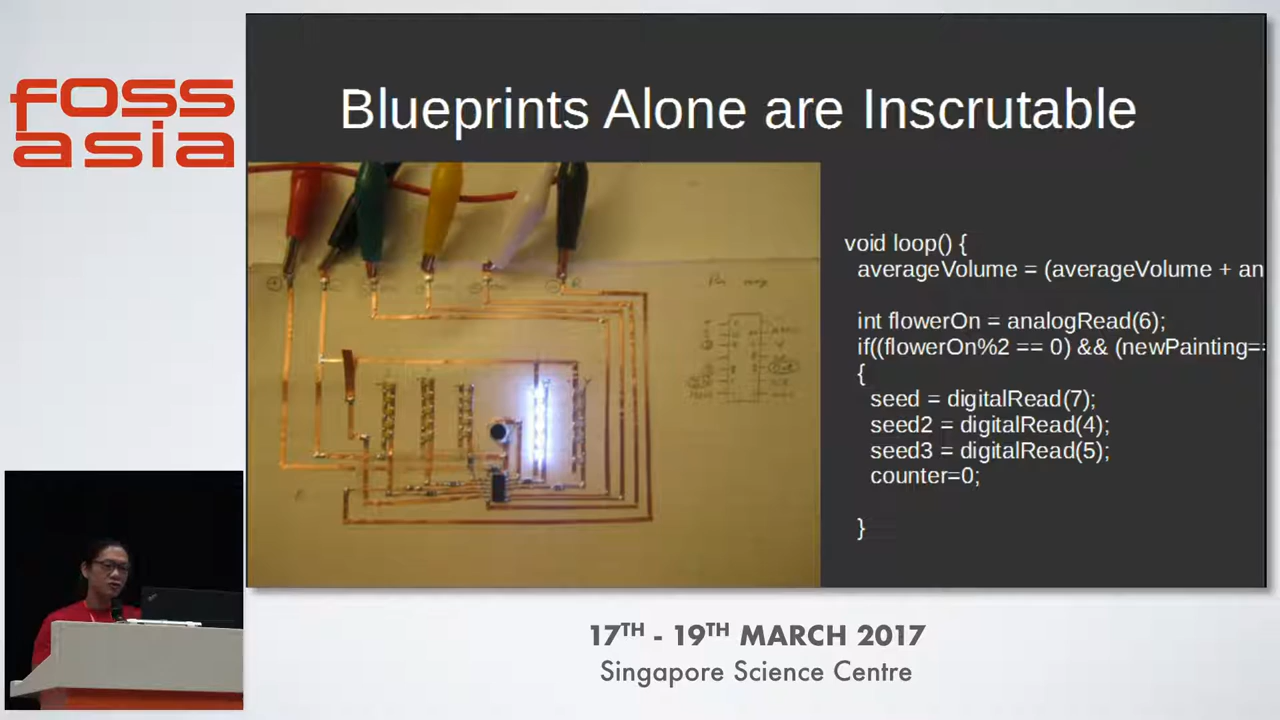 foss
asia
Blueprints Alone are Inscrutable
void loop() {
averageVolume = (averageVolume + an
int flowerOn = analogRead(6);
if((flowerOn%2 == 0) && (newPainting==
{
seed = digitalRead(7);
seed2 = digitalRead(4);
seed3 = digitalRead(5);
counter=0;
}
17TH - 19TH MARCH 2017
Singapore Science Centre